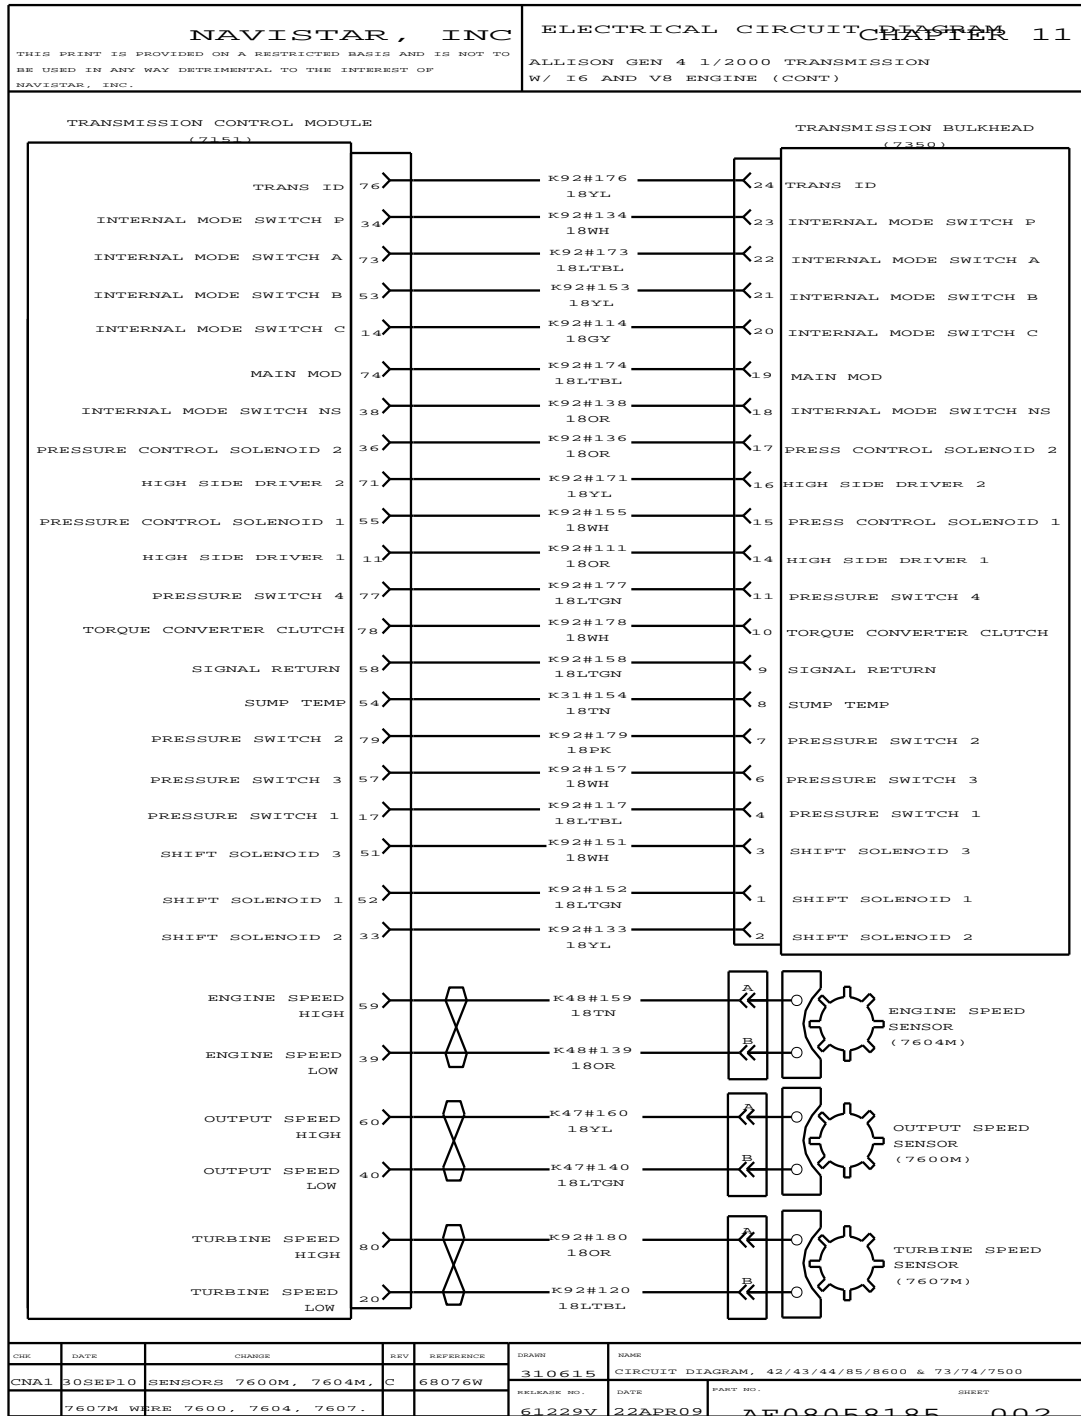 NAVISTAR, INC
THIS PRINT IS PROVIDED ON A RESTRICTED BASIS AND IS NOT TO
BE USED IN ANY WAY DETRIMENTAL TO THE INTEREST OF
NAVISTAR, INC.
ELECTRICAL CIRCUIT DIAGRAM
CHAPTER 11
ALLISON GEN 4 1/2000 TRANSMISSION
W/ I6 AND V8 ENGINE (CONT)
TRANSMISSION CONTROL MODULE
(7151)
TRANSMISSION BULKHEAD
(7350)
TRANS ID 76 K92#176 18YL 24 TRANS ID
INTERNAL MODE SWITCH P 34 K92#134 18WH 23 INTERNAL MODE SWITCH P
INTERNAL MODE SWITCH A 73 K92#173 18LTBL 22 INTERNAL MODE SWITCH A
INTERNAL MODE SWITCH B 53 K92#153 18YL 21 INTERNAL MODE SWITCH B
INTERNAL MODE SWITCH C 14 K92#114 18GY 20 INTERNAL MODE SWITCH C
MAIN MOD 74 K92#174 18LTBL 19 MAIN MOD
INTERNAL MODE SWITCH NS 38 K92#138 18OR 18 INTERNAL MODE SWITCH NS
PRESSURE CONTROL SOLENOID 2 36 K92#136 18OR 17 PRESS CONTROL SOLENOID 2
HIGH SIDE DRIVER 2 71 K92#171 18YL 16 HIGH SIDE DRIVER 2
PRESSURE CONTROL SOLENOID 1 55 K92#155 18WH 15 PRESS CONTROL SOLENOID 1
HIGH SIDE DRIVER 1 11 K92#111 18OR 14 HIGH SIDE DRIVER 1
PRESSURE SWITCH 4 77 K92#177 18LTGN 11 PRESSURE SWITCH 4
TORQUE CONVERTER CLUTCH 78 K92#178 18WH 10 TORQUE CONVERTER CLUTCH
SIGNAL RETURN 58 K92#158 18LTGN 9 SIGNAL RETURN
SUMP TEMP 54 K31#154 18TN 8 SUMP TEMP
PRESSURE SWITCH 2 79 K92#179 18PK 7 PRESSURE SWITCH 2
PRESSURE SWITCH 3 57 K92#157 18WH 6 PRESSURE SWITCH 3
PRESSURE SWITCH 1 17 K92#117 18LTBL 4 PRESSURE SWITCH 1
SHIFT SOLENOID 3 51 K92#151 18WH 3 SHIFT SOLENOID 3
SHIFT SOLENOID 1 52 K92#152 18LTGN 1 SHIFT SOLENOID 1
SHIFT SOLENOID 2 33 K92#133 18YL 2 SHIFT SOLENOID 2
ENGINE SPEED HIGH 59 K48#159 18TN A
ENGINE SPEED LOW 39 K48#139 18OR B
ENGINE SPEED
SENSOR
(7604M)
OUTPUT SPEED HIGH 60 K47#160 18YL A
OUTPUT SPEED LOW 40 K47#140 18LTGN B
OUTPUT SPEED
SENSOR
(7600M)
TURBINE SPEED HIGH 80 K92#180 18OR A
TURBINE SPEED LOW 20 K92#120 18LTBL B
TURBINE SPEED
SENSOR
(7607M)
CHK DATE CHANGE REV REFERENCE
CNA1 30SEP10 SENSORS 7600M, 7604M, C 68076W
7607M WERE 7600, 7604, 7607.
DRAWN 310615
NAME CIRCUIT DIAGRAM, 42/43/44/85/8600 & 73/74/7500
RELEASE NO. 61229V
DATE 22APR09
PART NO. AF08058185
SHEET 002